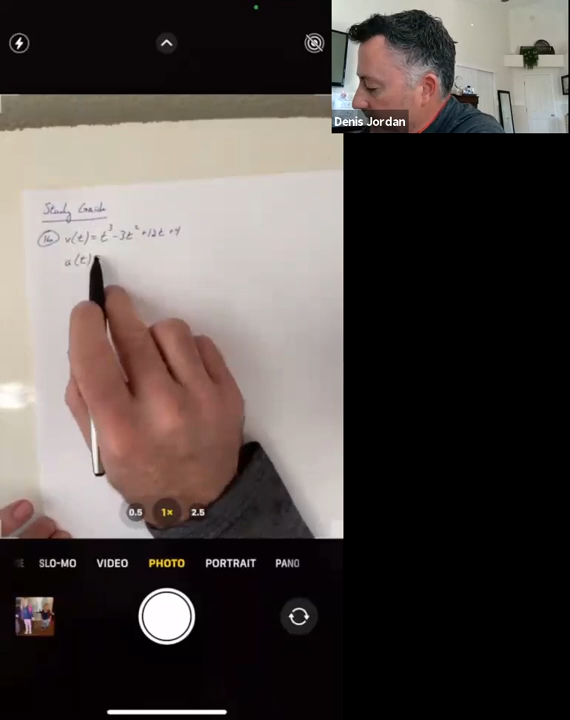 Denis Jordan
Study Guide
16 v(t) = t³ - 3t² + 12t + 4
a(t) =
0.5 1× 2.5
SLO-MO VIDEO PHOTO PORTRAIT PANO